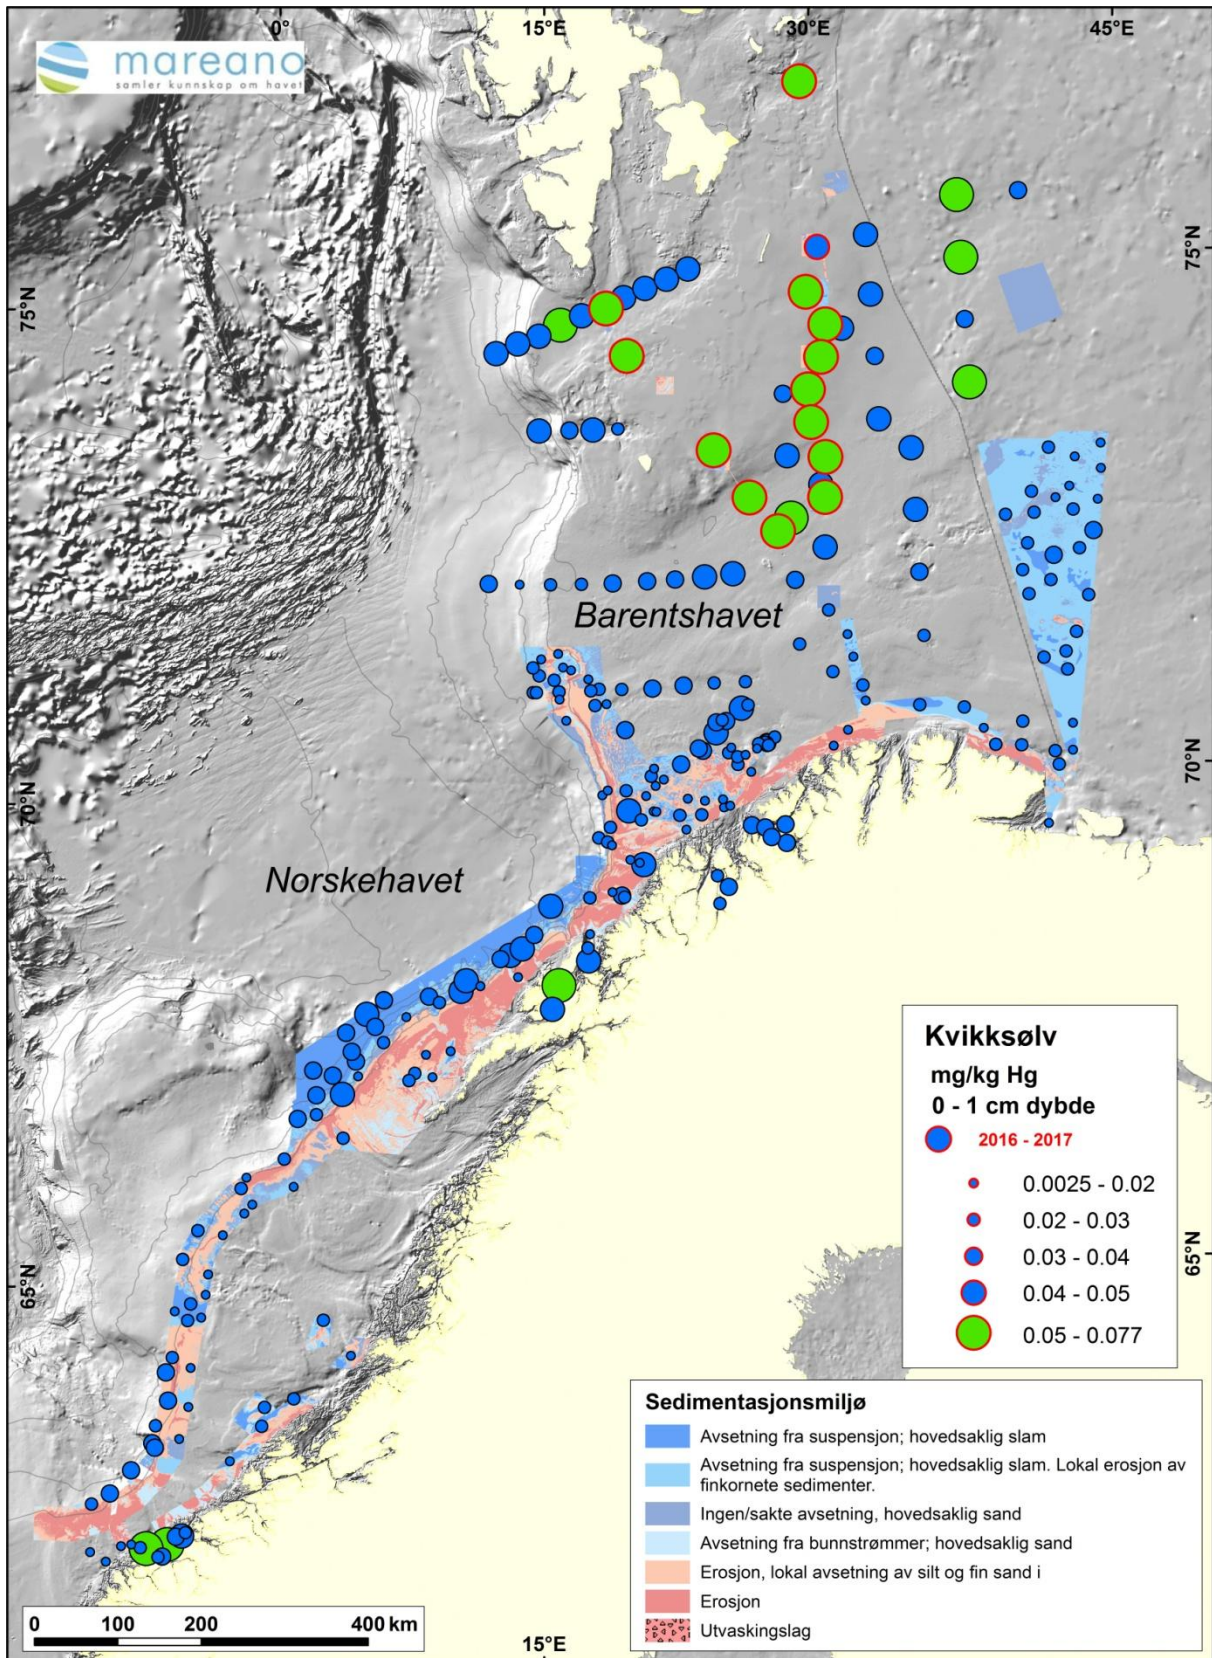 0°
15°E
30°E
45°E
mareano
samler kunnskap om havet
75°N
75°N
Barentshavet
70°N
70°N
Norskehavet
65°N
65°N
Kvikksølv
mg/kg Hg
0 - 1 cm dybde
2016 - 2017
0.0025 - 0.02
0.02 - 0.03
0.03 - 0.04
0.04 - 0.05
0.05 - 0.077
Sedimentasjonsmiljø
Avsetning fra suspensjon; hovedsaklig slam
Avsetning fra suspensjon; hovedsaklig slam. Lokal erosjon av
finkornete sedimenter.
Ingen/sakte avsetning, hovedsaklig sand
Avsetning fra bunnstrømmer; hovedsaklig sand
Erosjon, lokal avsetning av silt og fin sand i
Erosjon
Utvaskingslag
0 100 200 400 km
15°E